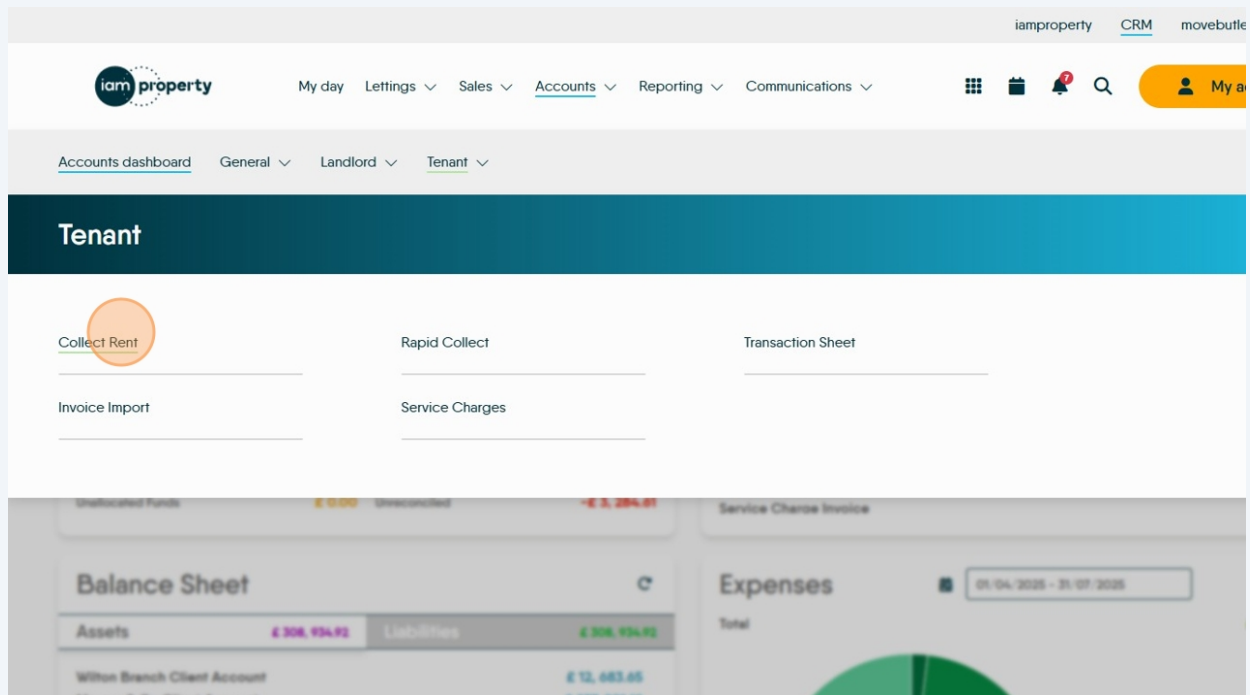 iamproperty CRM movebutle
iam property My day Lettings Sales Accounts Reporting Communications 7 My a
Accounts dashboard General Landlord Tenant
Tenant
Collect Rent Rapid Collect Transaction Sheet
Invoice Import Service Charges
Unallocated Funds £ 0.00 Unreconciled -£ 3, 284.61
Service Charge Invoice
Balance Sheet Expenses 01/04/2025 - 31/07/2025
Assets £ 308, 934.92 Liabilities £ 308, 934.92 Total
Wilton Branch Client Account £ 12, 683.65